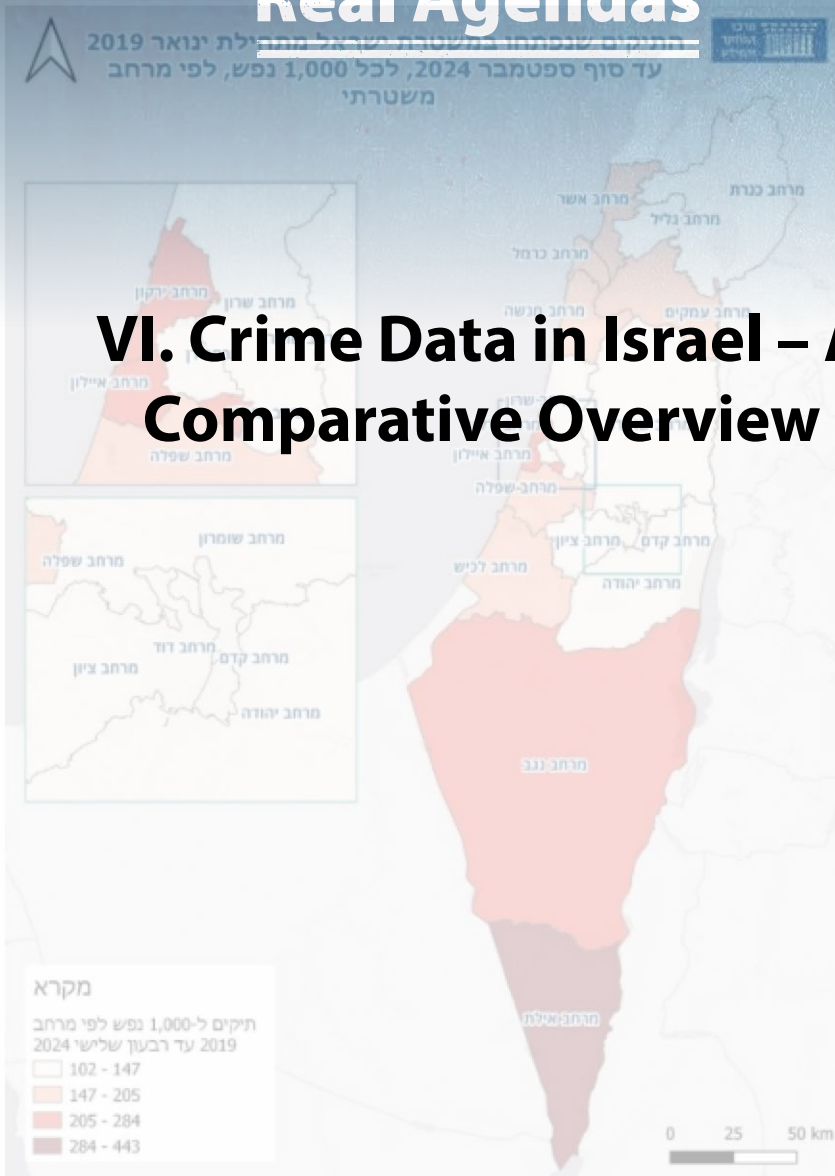 Real Agendas
התיקים שנפתחו במשטרת ישראל מתחילת ינואר 2019
עד סוף ספטמבר 2024, לכל 1,000 נפש, לפי מרחב
משטרתי
מרחב כנרת
מרחב אשר
מרחב גליל
מרחב כרמל
מרחב ירקון
מרחב שרון
מרחב מנשה
מרחב עמקים
VI. Crime Data in Israel –
Comparative Overview
מרחב איילון
מרחב שפלה
מרחב איילון
מרחב שפלה
מרחב ציון
מרחב קדם
מרחב לכיש
מרחב יהודה
מרחב שומרון
מרחב שפלה
מרחב דוד
מרחב קדם
מרחב ציון
מרחב יהודה
מרחב נגב
מרחב אילת
מקרא
תיקים ל-1,000 נפש לפי מרחב
2019 עד רבעון שלישי 2024
102 - 147
147 - 205
205 - 284
284 - 443
0 25 50 km